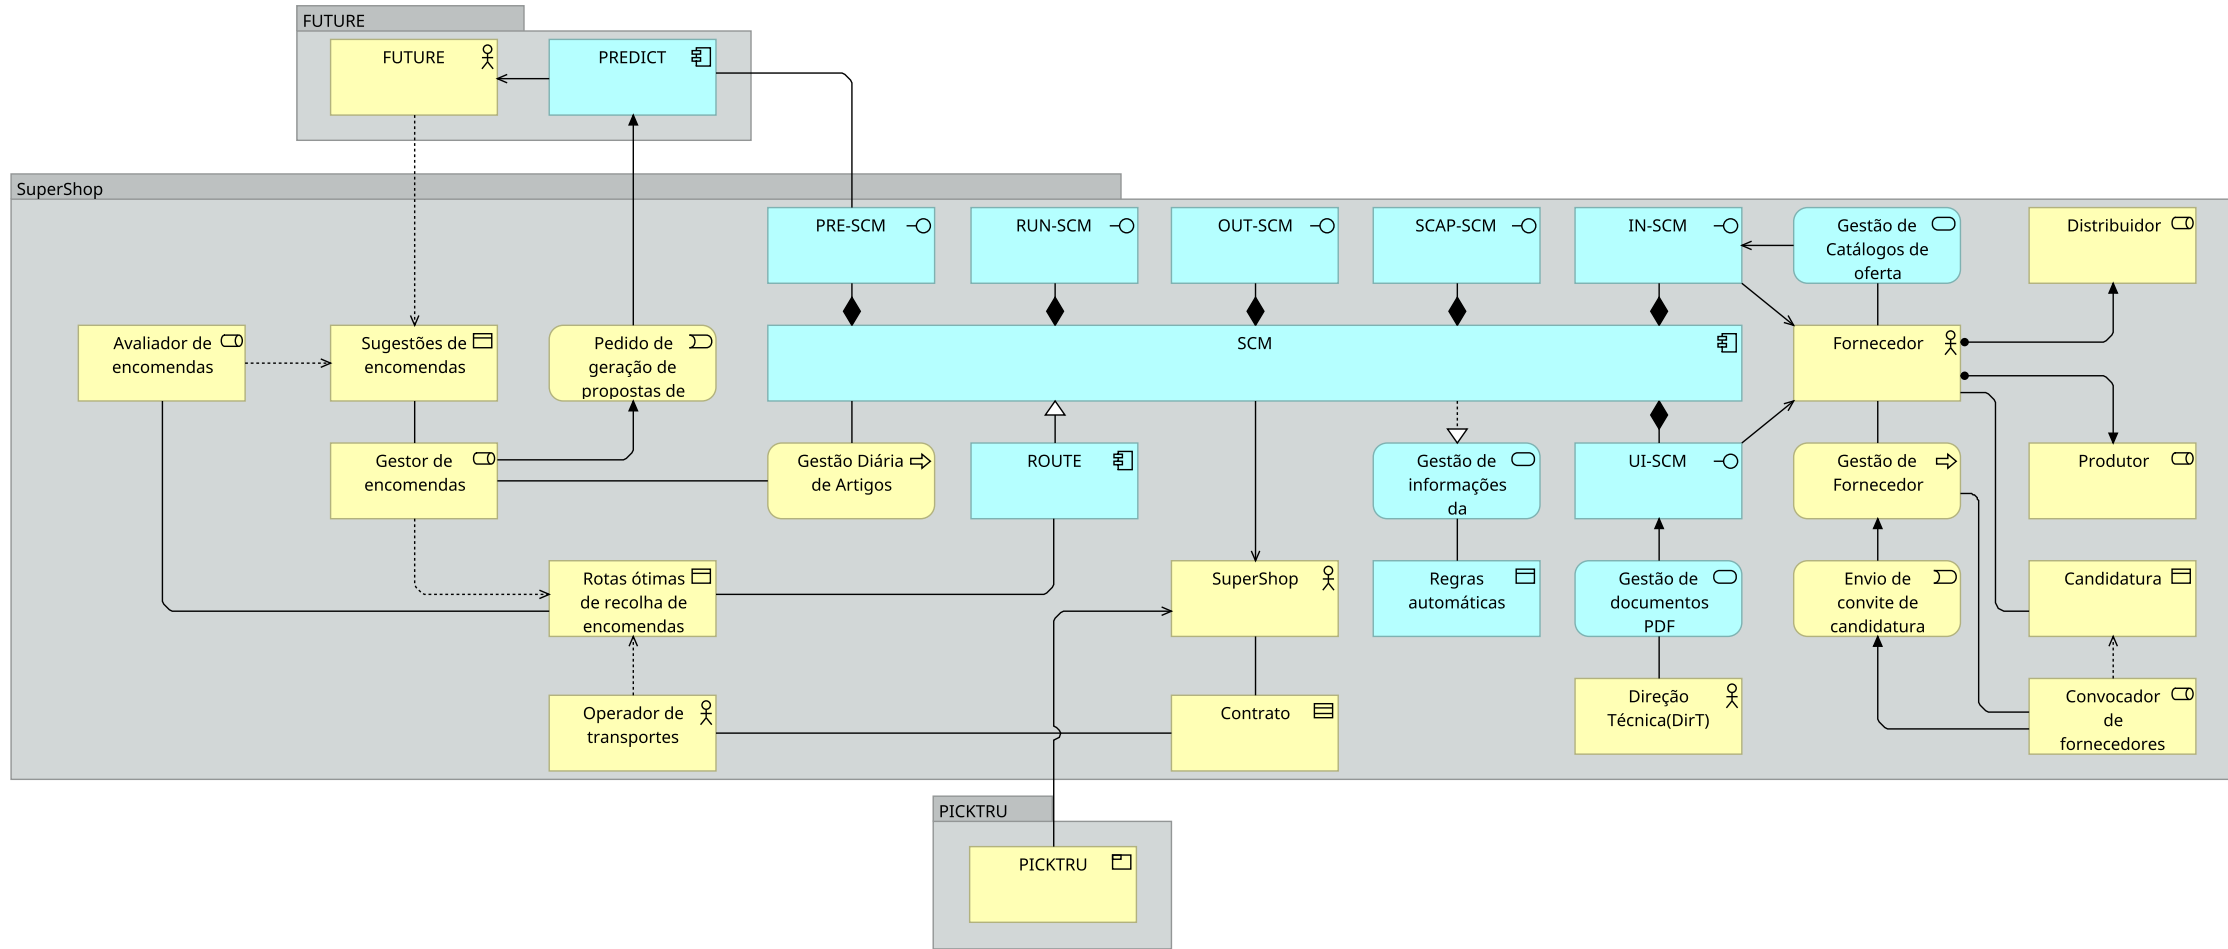 FUTURE
FUTURE
PREDICT
SuperShop
PRE-SCM
RUN-SCM
OUT-SCM
SCAP-SCM
IN-SCM
Gestão de
Catálogos de
oferta
Distribuidor
Avaliador de
encomendas
Sugestões de
encomendas
Pedido de
geração de
propostas de
SCM
Fornecedor
Gestor de
encomendas
Gestão Diária
de Artigos
ROUTE
Gestão de
informações
da
UI-SCM
Gestão de
Fornecedor
Produtor
Rotas ótimas
de recolha de
encomendas
SuperShop
Regras
automáticas
Gestão de
documentos
PDF
Envio de
convite de
candidatura
Candidatura
Operador de
transportes
Contrato
Direção
Técnica(DirT)
Convocador
de
fornecedores
PICKTRU
PICKTRU